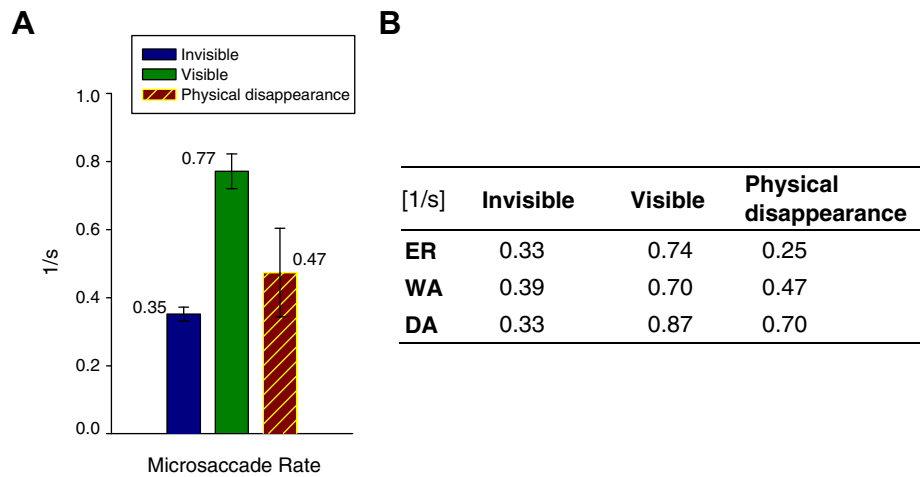 A
Invisible
Visible
Physical disappearance
1.0
0.8
0.6
0.4
0.2
0.0
1/s
0.35
0.77
0.47
Microsaccade Rate
B
[1/s] Invisible Visible Physical disappearance
ER 0.33 0.74 0.25
WA 0.39 0.70 0.47
DA 0.33 0.87 0.70